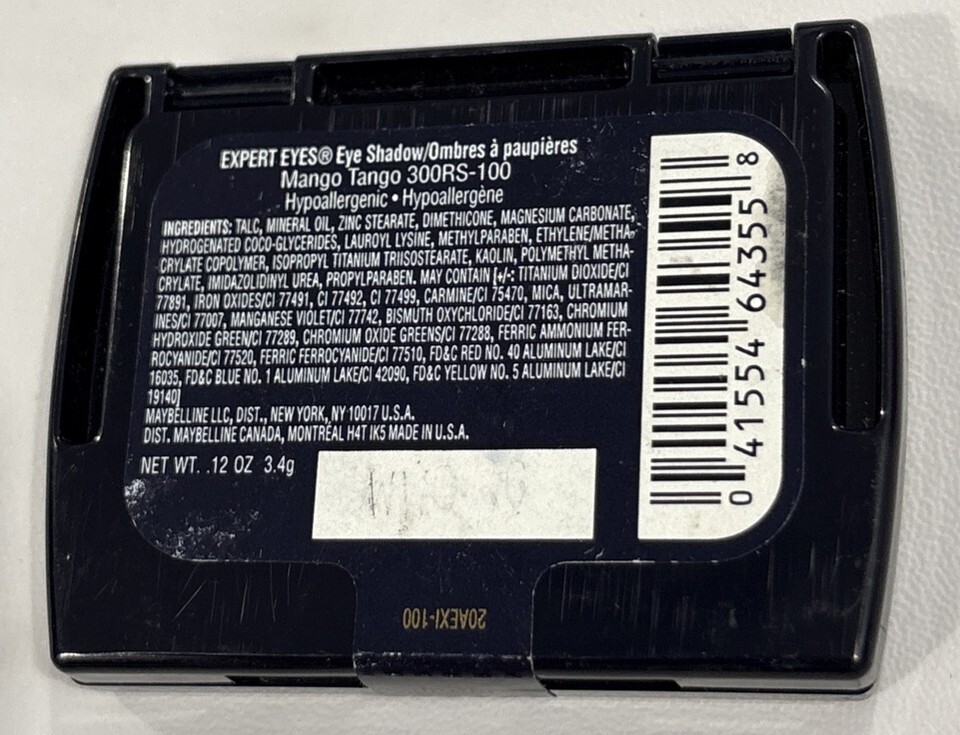 EXPERT EYES® Eye Shadow/Ombres à paupières
Mango Tango 300RS-100
Hypoallergenic • Hypoallergène
INGREDIENTS: TALC, MINERAL OIL, ZINC STEARATE, DIMETHICONE, MAGNESIUM CARBONATE,
HYDROGENATED COCO-GLYCERIDES, LAUROYL LYSINE, METHYLPARABEN, ETHYLENE/METHA-
CRYLATE COPOLYMER, ISOPROPYL TITANIUM TRIISOSTEARATE, KAOLIN, POLYMETHYL METHA-
CRYLATE, IMIDAZOLIDINYL UREA, PROPYLPARABEN. MAY CONTAIN [+/-: TITANIUM DIOXIDE/CI
77891, IRON OXIDES/CI 77491, CI 77492, CI 77499, CARMINE/CI 75470, MICA, ULTRAMAR-
INES/CI 77007, MANGANESE VIOLET/CI 77742, BISMUTH OXYCHLORIDE/CI 77163, CHROMIUM
HYDROXIDE GREEN/CI 77289, CHROMIUM OXIDE GREENS/CI 77288, FERRIC AMMONIUM FER-
ROCYANIDE/CI 77520, FERRIC FERROCYANIDE/CI 77510, FD&C RED NO. 40 ALUMINUM LAKE/CI
16035, FD&C BLUE NO. 1 ALUMINUM LAKE/CI 42090, FD&C YELLOW NO. 5 ALUMINUM LAKE/CI
19140]
MAYBELLINE LLC, DIST., NEW YORK, NY 10017 U.S.A.
DIST. MAYBELLINE CANADA, MONTRÉAL H4T IK5 MADE IN U.S.A.
NET WT. .12 OZ 3.4g
0 41554 64355 8
20AEXI-100